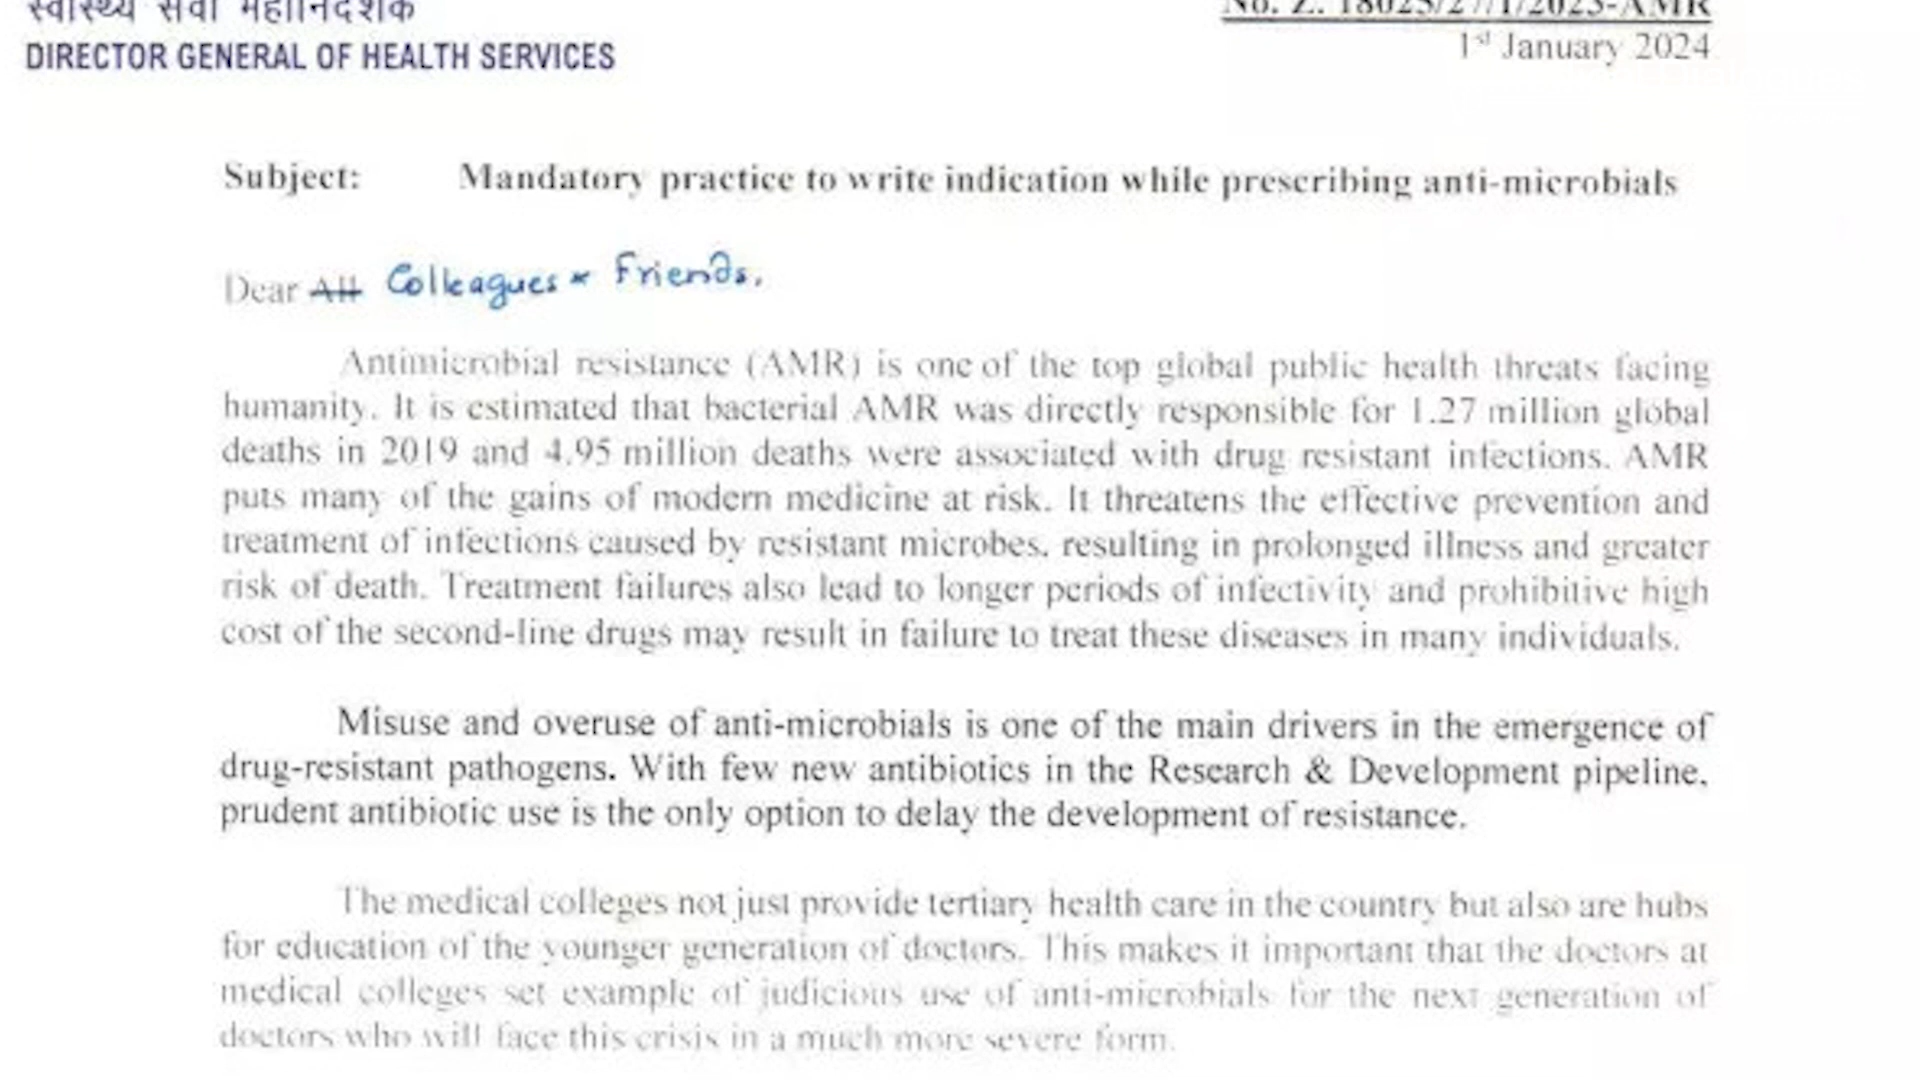 स्वास्थ्य सेवा महानिदेशक
DIRECTOR GENERAL OF HEALTH SERVICES
No. Z. 18025/27/1/2023-AMR
1st January 2024
Subject: Mandatory practice to write indication while prescribing anti-microbials
Dear All Colleagues & Friends,
Antimicrobial resistance (AMR) is one of the top global public health threats facing
humanity. It is estimated that bacterial AMR was directly responsible for 1.27 million global
deaths in 2019 and 4.95 million deaths were associated with drug resistant infections. AMR
puts many of the gains of modern medicine at risk. It threatens the effective prevention and
treatment of infections caused by resistant microbes, resulting in prolonged illness and greater
risk of death. Treatment failures also lead to longer periods of infectivity and prohibitive high
cost of the second-line drugs may result in failure to treat these diseases in many individuals.
Misuse and overuse of anti-microbials is one of the main drivers in the emergence of
drug-resistant pathogens. With few new antibiotics in the Research & Development pipeline,
prudent antibiotic use is the only option to delay the development of resistance.
The medical colleges not just provide tertiary health care in the country but also are hubs
for education of the younger generation of doctors. This makes it important that the doctors at
medical colleges set example of judicious use of anti-microbials for the next generation of
doctors who will face this crisis in a much more severe form.